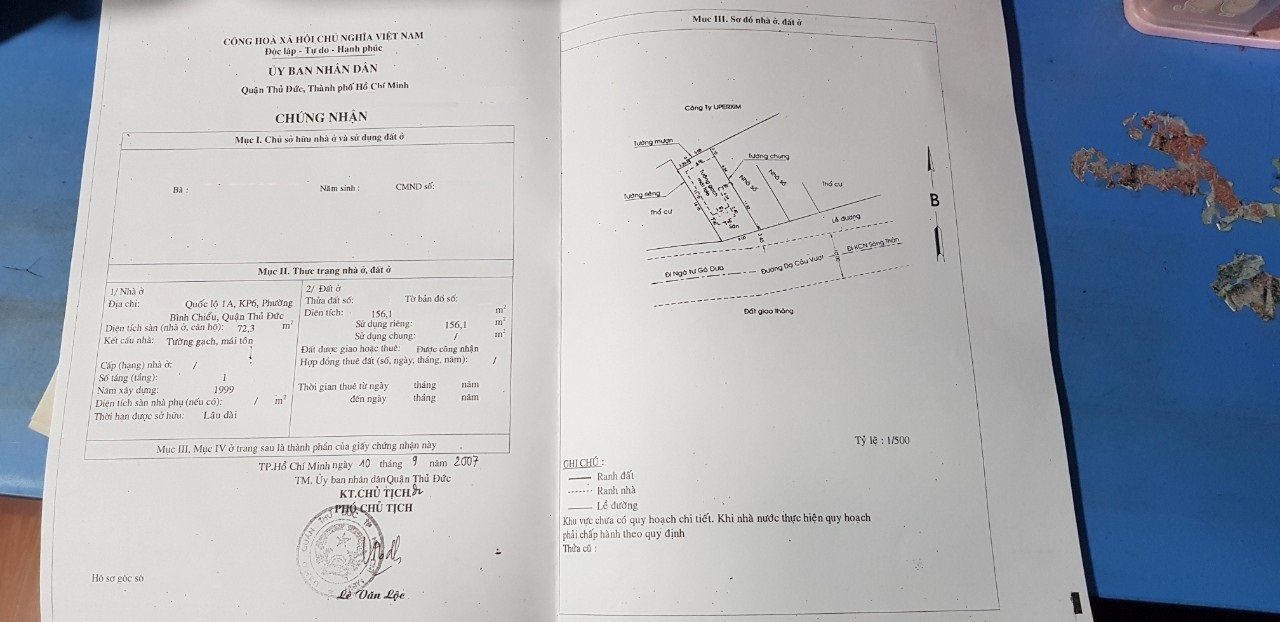 CỘNG HOÀ XÃ HỘI CHỦ NGHĨA VIỆT NAM
Độc lập - Tự do - Hạnh phúc
ỦY BAN NHÂN DÂN
Quận Thủ Đức, Thành phố Hồ Chí Minh
CHỨNG NHẬN
Mục I. Chủ sở hữu nhà ở và sử dụng đất ở
Bà : Năm sinh : CMND số:
Mục II. Thực trạng nhà ở, đất ở
1/ Nhà ở
Địa chỉ: Quốc lộ 1A, KP6, Phường
Bình Chiểu, Quận Thủ Đức
Diện tích sàn (nhà ở, căn hộ): 72,3 m²
Kết cấu nhà: Tường gạch, mái tôn
Cấp (hạng) nhà ở: /
Số tầng (tầng): 1
Năm xây dựng: 1999
Diện tích sàn nhà phụ (nếu có): / m²
Thời hạn được sở hữu: Lâu dài
2/ Đất ở
Thửa đất số: Tờ bản đồ số:
Diện tích: 156,1 m²
Sử dụng riêng: 156,1 m²
Sử dụng chung: / m²
Đất được giao hoặc thuê: Được công nhận
Hợp đồng thuê đất (số, ngày, tháng, năm): /
Thời gian thuê từ ngày tháng năm
đến ngày tháng năm
Mục III, Mục IV ở trang sau là thành phần của giấy chứng nhận này
TP.Hồ Chí Minh ngày 10 tháng 9 năm 2007
TM. Ủy ban nhân dân Quận Thủ Đức
KT.CHỦ TỊCH
PHÓ CHỦ TỊCH
Lê Văn Lộc
Hồ sơ gốc số
Mục III. Sơ đồ nhà ở, đất ở
Công Ty UPEREXIM
Tường mượn
Tường chung
Tường riêng
Nhà số
Nhà số
Thổ cư
Thổ cư
Sân
Lề đường
B
Đi Ngã tư Gò Dưa
Đường Dạ Cầu Vượt
Đi KCN Sóng Thần
Đất giao thông
Tỷ lệ : 1/500
GHI CHÚ :
Ranh đất
Ranh nhà
Lề đường
Khu vực chưa có quy hoạch chi tiết. Khi nhà nước thực hiện quy hoạch
phải chấp hành theo quy định
Thửa cũ :